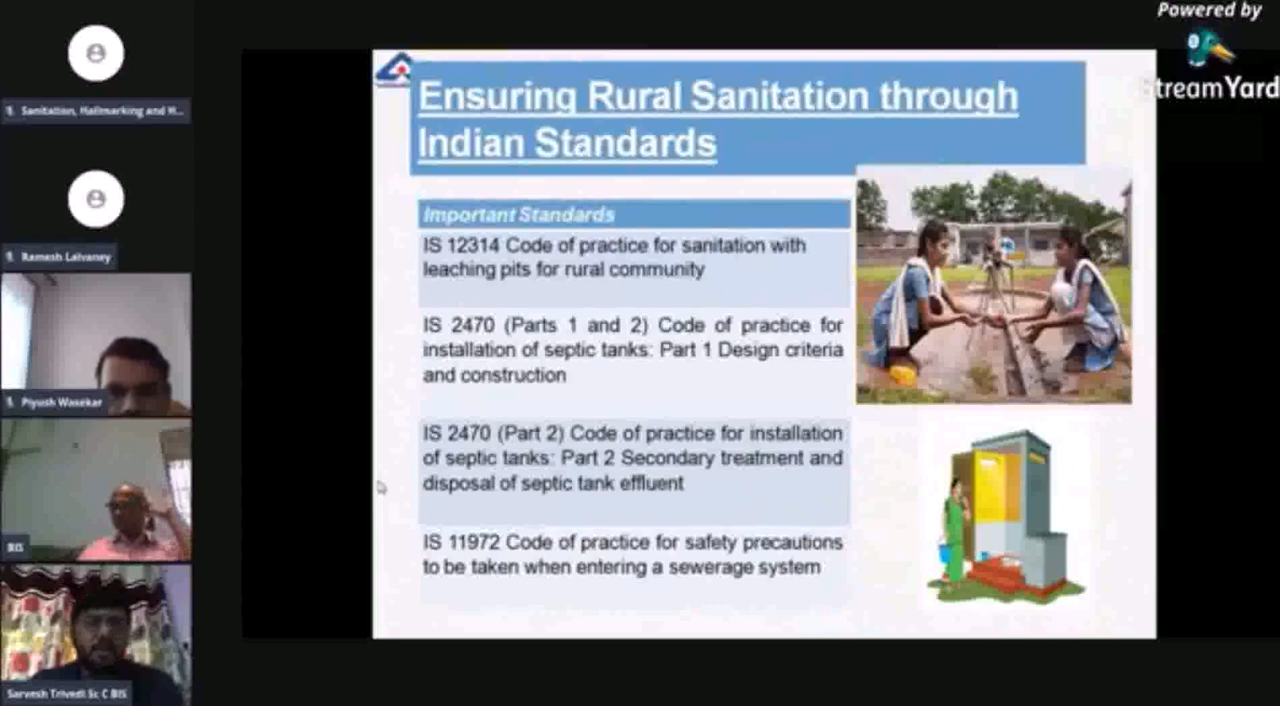 Powered by
StreamYard
Ensuring Rural Sanitation through
Indian Standards
Important Standards
IS 12314 Code of practice for sanitation with
leaching pits for rural community
IS 2470 (Parts 1 and 2) Code of practice for
installation of septic tanks: Part 1 Design criteria
and construction
IS 2470 (Part 2) Code of practice for installation
of septic tanks: Part 2 Secondary treatment and
disposal of septic tank effluent
IS 11972 Code of practice for safety precautions
to be taken when entering a sewerage system
Sanitation, Hallmarking and H...
Ramesh Lalvaney
Piyush Wasekar
BIS
Sarvesh Trivedi Sc C BIS